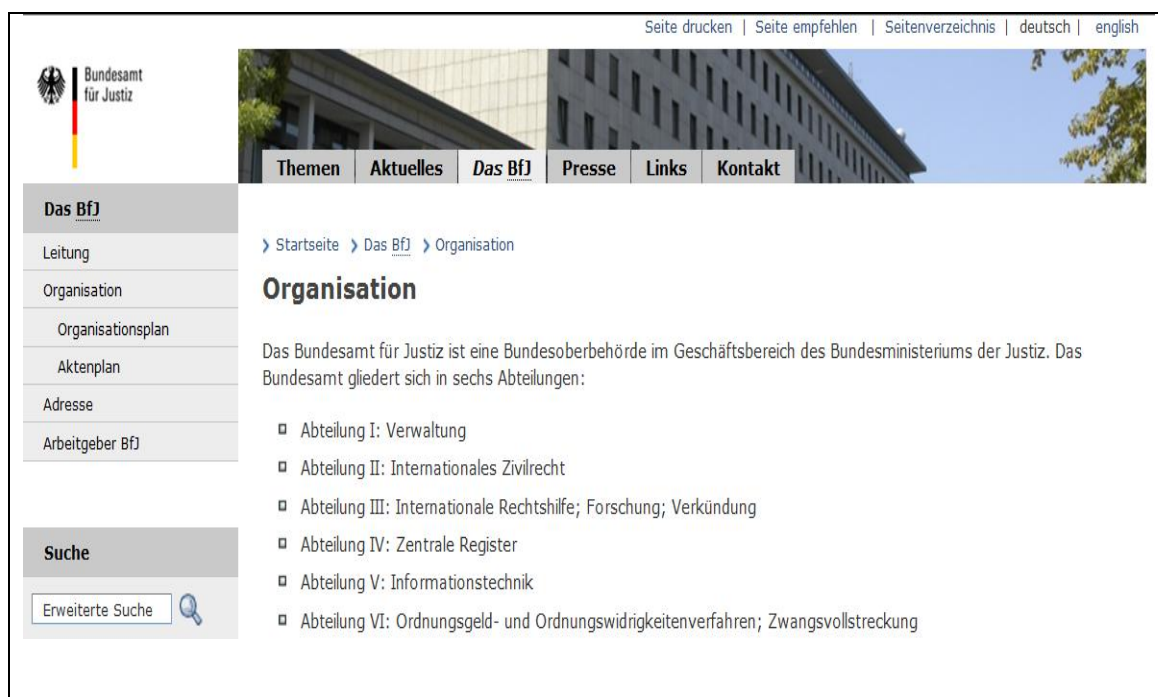 Seite drucken | Seite empfehlen | Seitenverzeichnis | deutsch | english
Bundesamt
für Justiz
Themen Aktuelles Das BfJ Presse Links Kontakt
Das BfJ
Leitung
Organisation
Organisationsplan
Aktenplan
Adresse
Arbeitgeber BfJ
Suche
Erweiterte Suche
Startseite Das BfJ Organisation
Organisation
Das Bundesamt für Justiz ist eine Bundesoberbehörde im Geschäftsbereich des Bundesministeriums der Justiz. Das
Bundesamt gliedert sich in sechs Abteilungen:
Abteilung I: Verwaltung
Abteilung II: Internationales Zivilrecht
Abteilung III: Internationale Rechtshilfe; Forschung; Verkündung
Abteilung IV: Zentrale Register
Abteilung V: Informationstechnik
Abteilung VI: Ordnungsgeld- und Ordnungswidrigkeitenverfahren; Zwangsvollstreckung